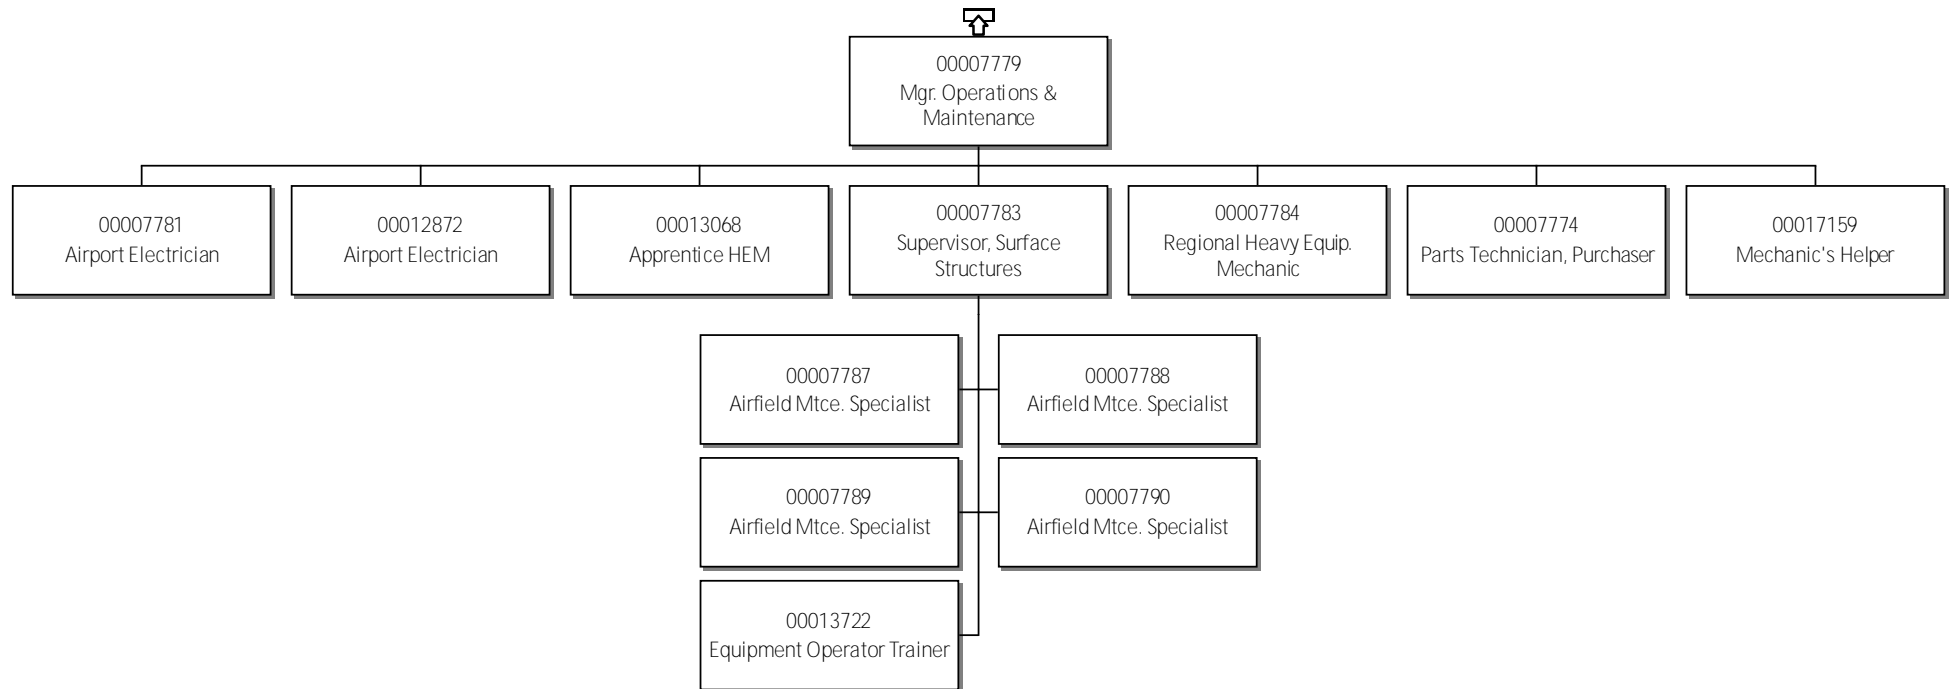 00007779
Mgr. Operations &
Maintenance
00007781
Airport Electrician
00012872
Airport Electrician
00013068
Apprentice HEM
00007783
Supervisor, Surface
Structures
00007784
Regional Heavy Equip.
Mechanic
00007774
Parts Technician, Purchaser
00017159
Mechanic's Helper
00007787
Airfield Mtce. Specialist
00007788
Airfield Mtce. Specialist
00007789
Airfield Mtce. Specialist
00007790
Airfield Mtce. Specialist
00013722
Equipment Operator Trainer